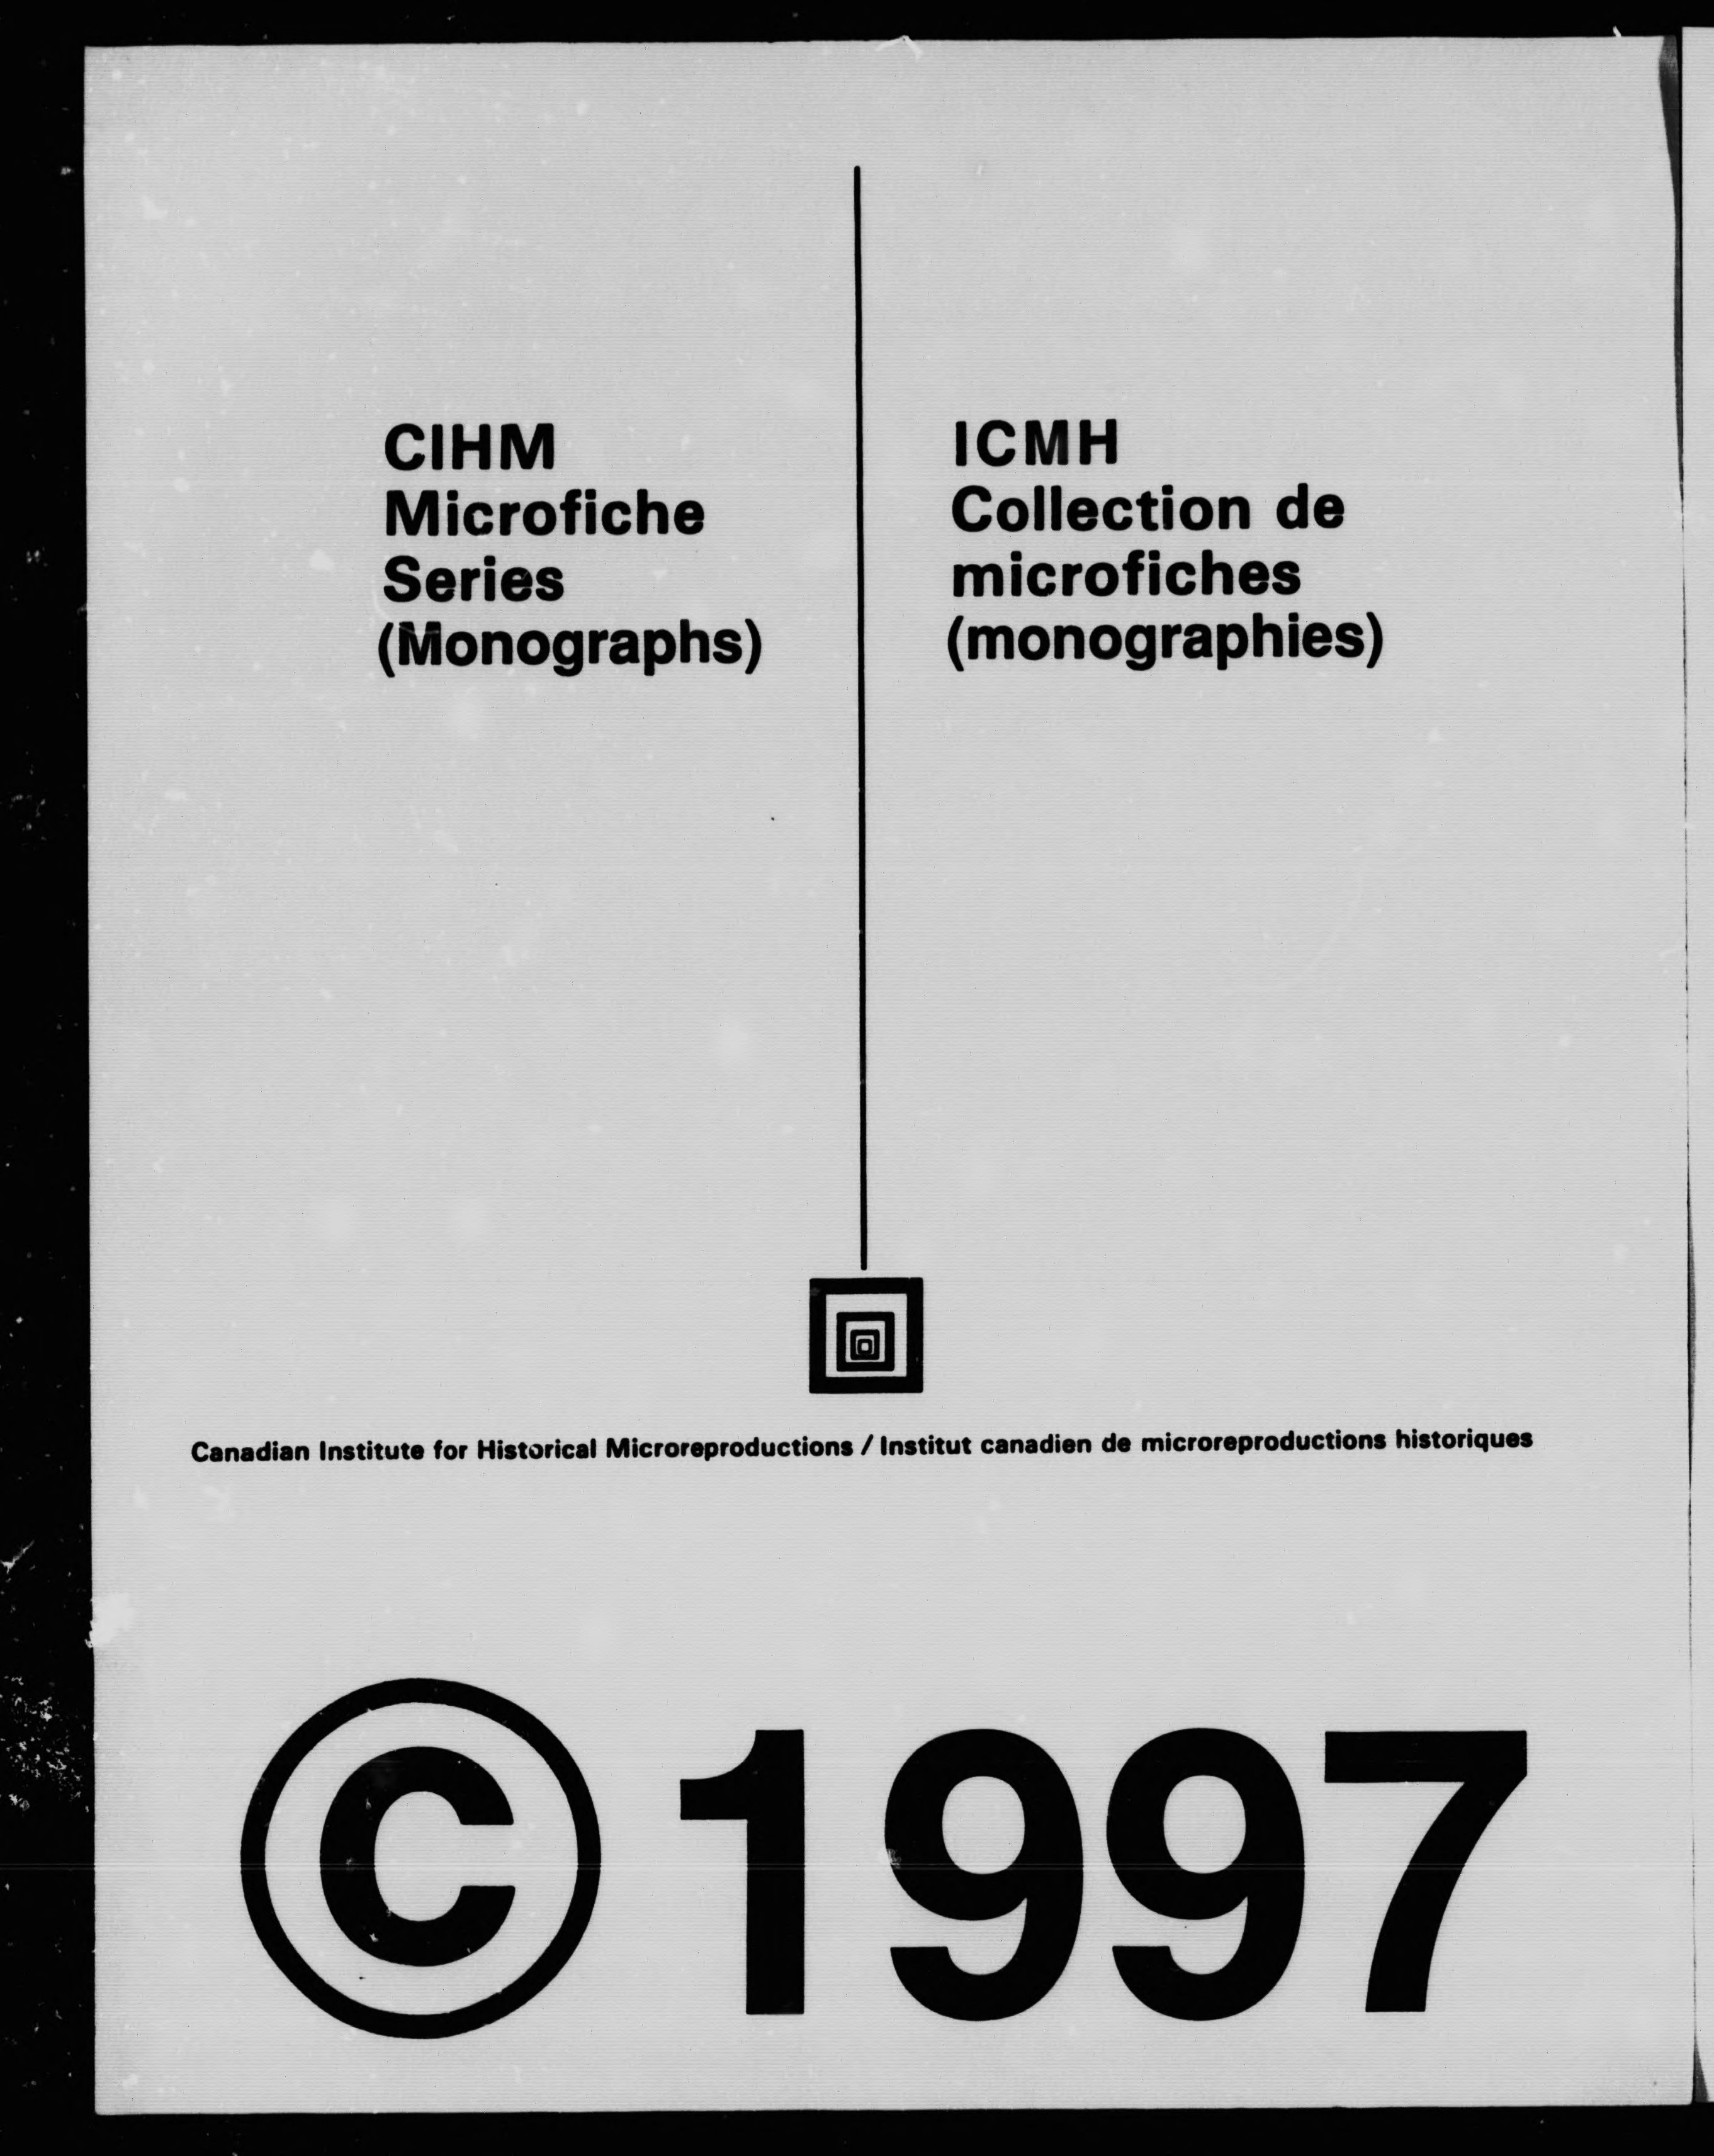 CIHM
Microfiche
Series
(Monographs)
ICMH
Collection de
microfiches
(monographies)
Canadian Institute for Historical Microreproductions / Institut canadien de microreproductions historiques
© 1997